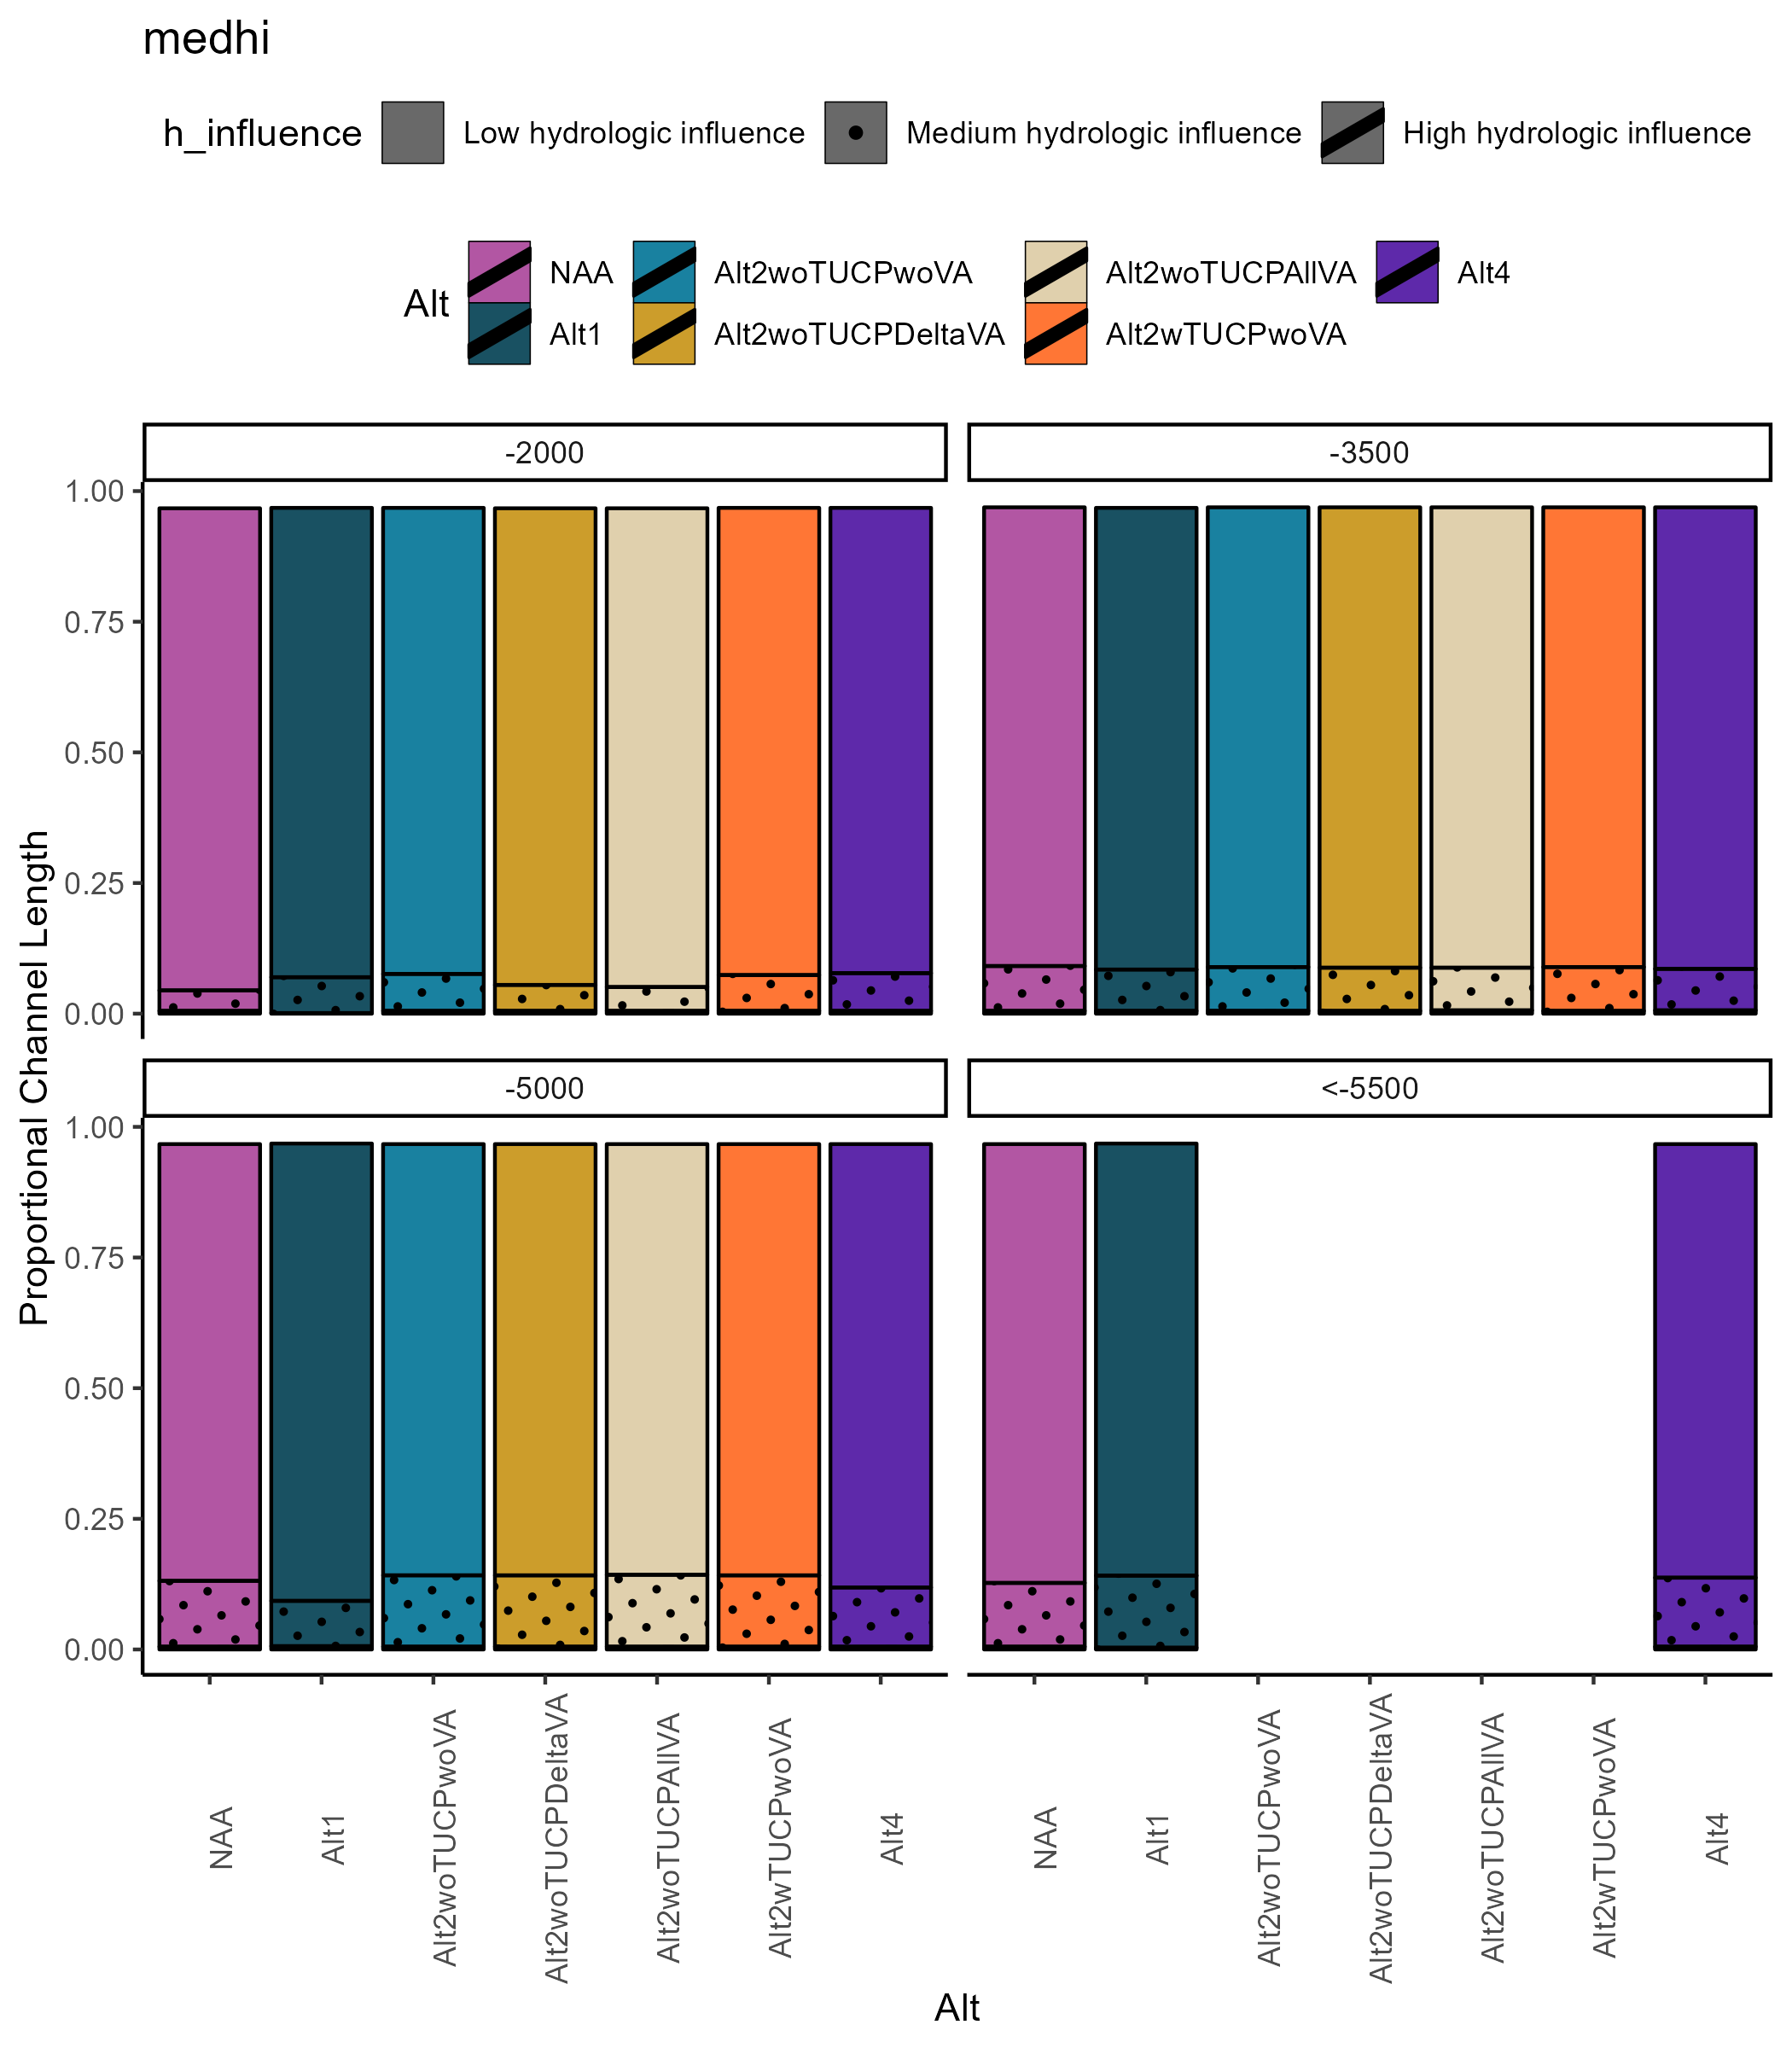 medhi
h_influence Low hydrologic influence Medium hydrologic influence High hydrologic influence
Alt NAA Alt2woTUCPwoVA Alt2woTUCPAllVA Alt4
Alt1 Alt2woTUCPDeltaVA Alt2wTUCPwoVA
-2000 -3500
1.00
0.75
0.50
0.25
0.00
-5000 <-5500
1.00
0.75
0.50
0.25
0.00
Proportional Channel Length
NAA Alt1 Alt2woTUCPwoVA Alt2woTUCPDeltaVA Alt2woTUCPAllVA Alt2wTUCPwoVA Alt4 NAA Alt1 Alt2woTUCPwoVA Alt2woTUCPDeltaVA Alt2woTUCPAllVA Alt2wTUCPwoVA Alt4
Alt